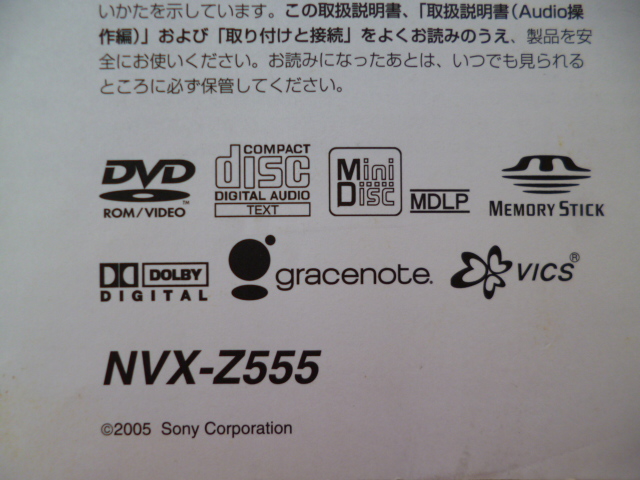 いかたを示しています。この取扱説明書、「取扱説明書(Audio操
作編)」および「取り付けと接続」をよくお読みのうえ、製品を安
全にお使いください。お読みになったあとは、いつでも見られる
ところに必ず保管してください。
DVD
ROM/VIDEO
COMPACT
disc
DIGITAL AUDIO
TEXT
Mini
Disc
MDLP
MEMORY STICK
DOLBY
DIGITAL
gracenote.
VICS®
NVX-Z555
©2005 Sony Corporation